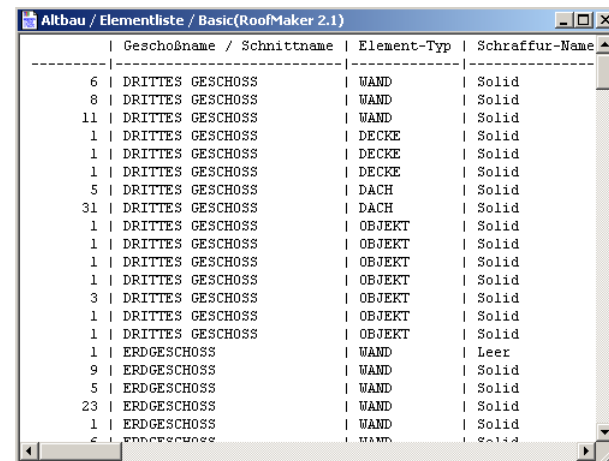 Altbau / Elementliste / Basic(RoofMaker 2.1)
| Geschoßname / Schnittname | Element-Typ | Schraffur-Name
----------|---------------------------|-------------|---------------
6 | DRITTES GESCHOSS | WAND | Solid
8 | DRITTES GESCHOSS | WAND | Solid
11 | DRITTES GESCHOSS | WAND | Solid
1 | DRITTES GESCHOSS | DECKE | Solid
1 | DRITTES GESCHOSS | DECKE | Solid
1 | DRITTES GESCHOSS | DECKE | Solid
5 | DRITTES GESCHOSS | DACH | Solid
31 | DRITTES GESCHOSS | DACH | Solid
1 | DRITTES GESCHOSS | OBJEKT | Solid
1 | DRITTES GESCHOSS | OBJEKT | Solid
1 | DRITTES GESCHOSS | OBJEKT | Solid
1 | DRITTES GESCHOSS | OBJEKT | Solid
3 | DRITTES GESCHOSS | OBJEKT | Solid
1 | DRITTES GESCHOSS | OBJEKT | Solid
1 | DRITTES GESCHOSS | OBJEKT | Solid
1 | ERDGESCHOSS | WAND | Leer
9 | ERDGESCHOSS | WAND | Solid
5 | ERDGESCHOSS | WAND | Solid
23 | ERDGESCHOSS | WAND | Solid
1 | ERDGESCHOSS | WAND | Solid
6 | ERDGESCHOSS | WAND | Solid